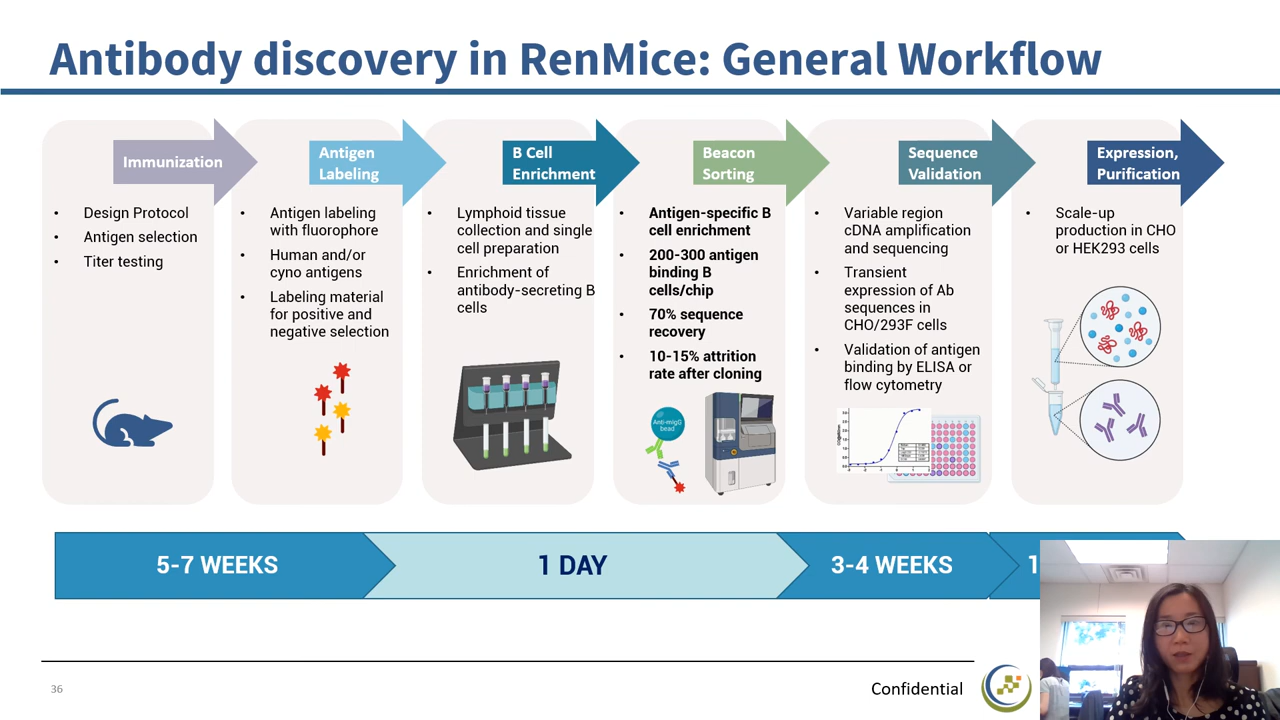 Antibody discovery in RenMice: General Workflow
Immunization
• Design Protocol
• Antigen selection
• Titer testing
Antigen
Labeling
• Antigen labeling
with fluorophore
• Human and/or
cyno antigens
• Labeling material
for positive and
negative selection
B Cell
Enrichment
• Lymphoid tissue
collection and single
cell preparation
• Enrichment of
antibody-secreting B
cells
Beacon
Sorting
• Antigen-specific B
cell enrichment
• 200-300 antigen
binding B
cells/chip
• 70% sequence
recovery
• 10-15% attrition
rate after cloning
Anti-mIgG
bead
Sequence
Validation
• Variable region
cDNA amplification
and sequencing
• Transient
expression of Ab
sequences in
CHO/293F cells
• Validation of antigen
binding by ELISA or
flow cytometry
Expression,
Purification
• Scale-up
production in CHO
or HEK293 cells
5-7 WEEKS
1 DAY
3-4 WEEKS
1
36
Confidential